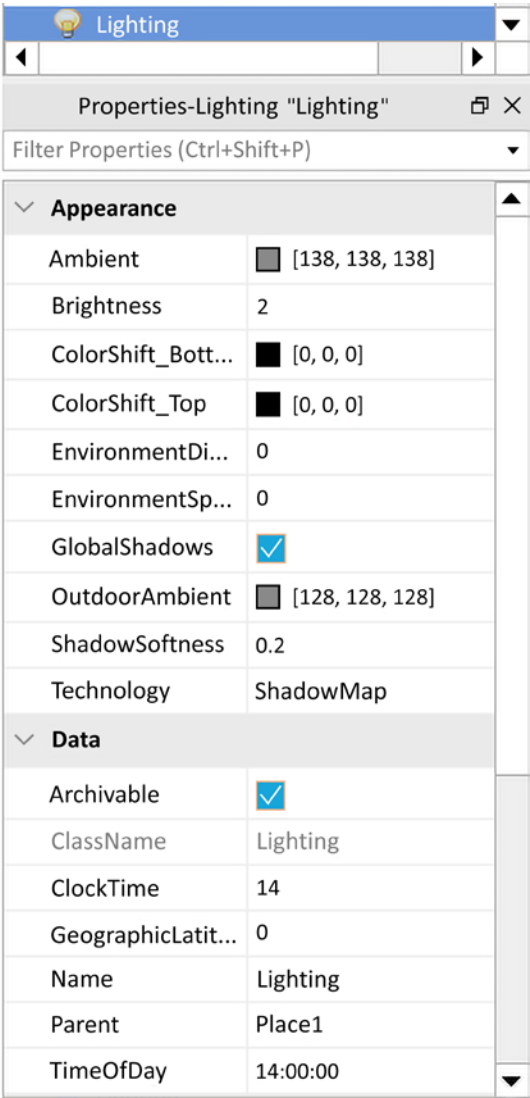 Lighting
Properties-Lighting "Lighting"
Filter Properties (Ctrl+Shift+P)
Appearance
Ambient [138, 138, 138]
Brightness 2
ColorShift_Bott... [0, 0, 0]
ColorShift_Top [0, 0, 0]
EnvironmentDi... 0
EnvironmentSp... 0
GlobalShadows
OutdoorAmbient [128, 128, 128]
ShadowSoftness 0.2
Technology ShadowMap
Data
Archivable
ClassName Lighting
ClockTime 14
GeographicLatit... 0
Name Lighting
Parent Place1
TimeOfDay 14:00:00